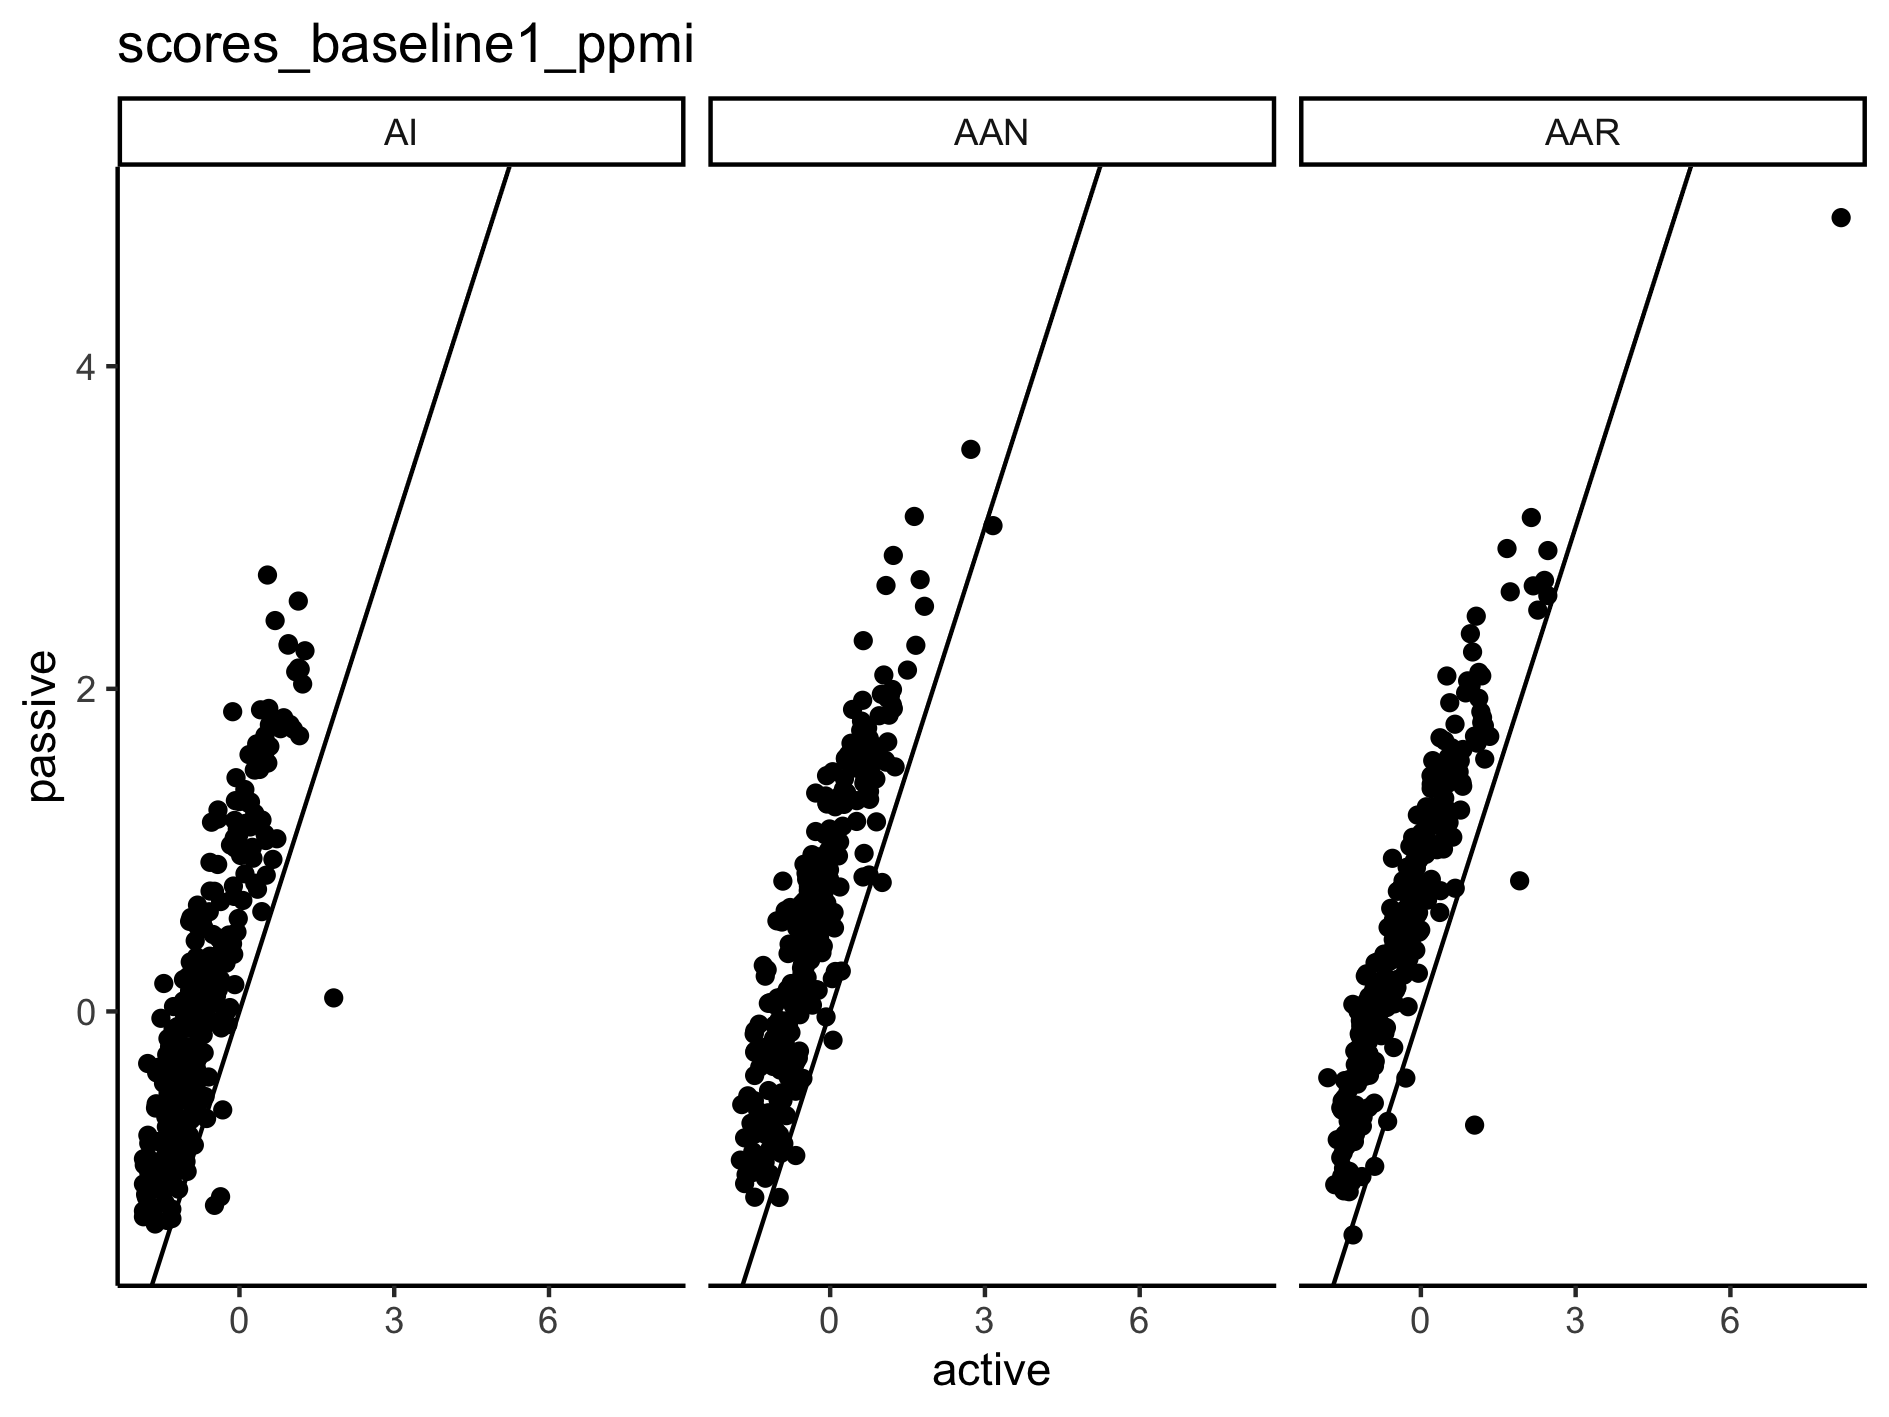 scores_baseline1_ppmi
AI AAN AAR
4
2
0
passive
0 3 6 0 3 6 0 3 6
active